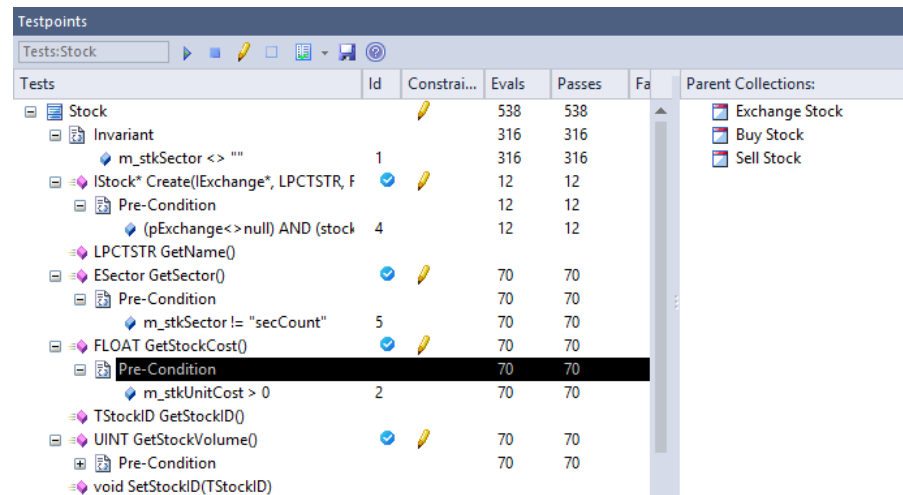 Testpoints
Tests:Stock
Tests Id Constrai... Evals Passes Fa Parent Collections:
Stock 538 538 Exchange Stock
Invariant 316 316 Buy Stock
m_stkSector <> "" 1 316 316 Sell Stock
IStock* Create(IExchange*, LPCTSTR, F 12 12
Pre-Condition 12 12
(pExchange<>null) AND (stock 4 12 12
LPCTSTR GetName()
ESector GetSector() 70 70
Pre-Condition 70 70
m_stkSector != "secCount" 5 70 70
FLOAT GetStockCost() 70 70
Pre-Condition 70 70
m_stkUnitCost > 0 2 70 70
TStockID GetStockID()
UINT GetStockVolume() 70 70
Pre-Condition 70 70
void SetStockID(TStockID)